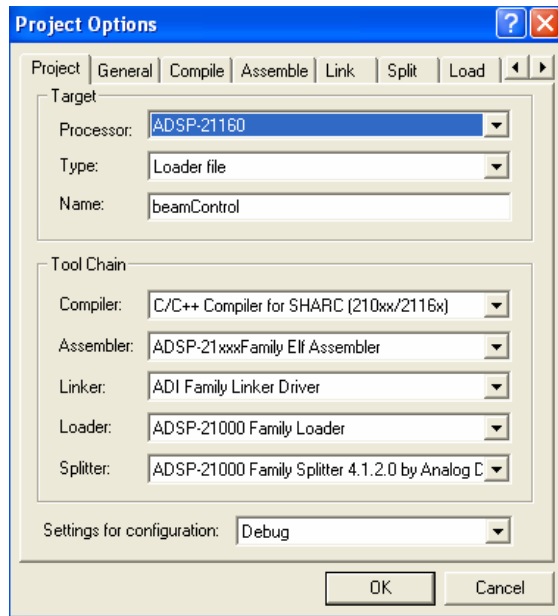 Project Options
Project General Compile Assemble Link Split Load
Target
Processor: ADSP-21160
Type: Loader file
Name: beamControl
Tool Chain
Compiler: C/C++ Compiler for SHARC (210xx/2116x)
Assembler: ADSP-21xxxFamily Elf Assembler
Linker: ADI Family Linker Driver
Loader: ADSP-21000 Family Loader
Splitter: ADSP-21000 Family Splitter 4.1.2.0 by Analog D
Settings for configuration: Debug
OK Cancel